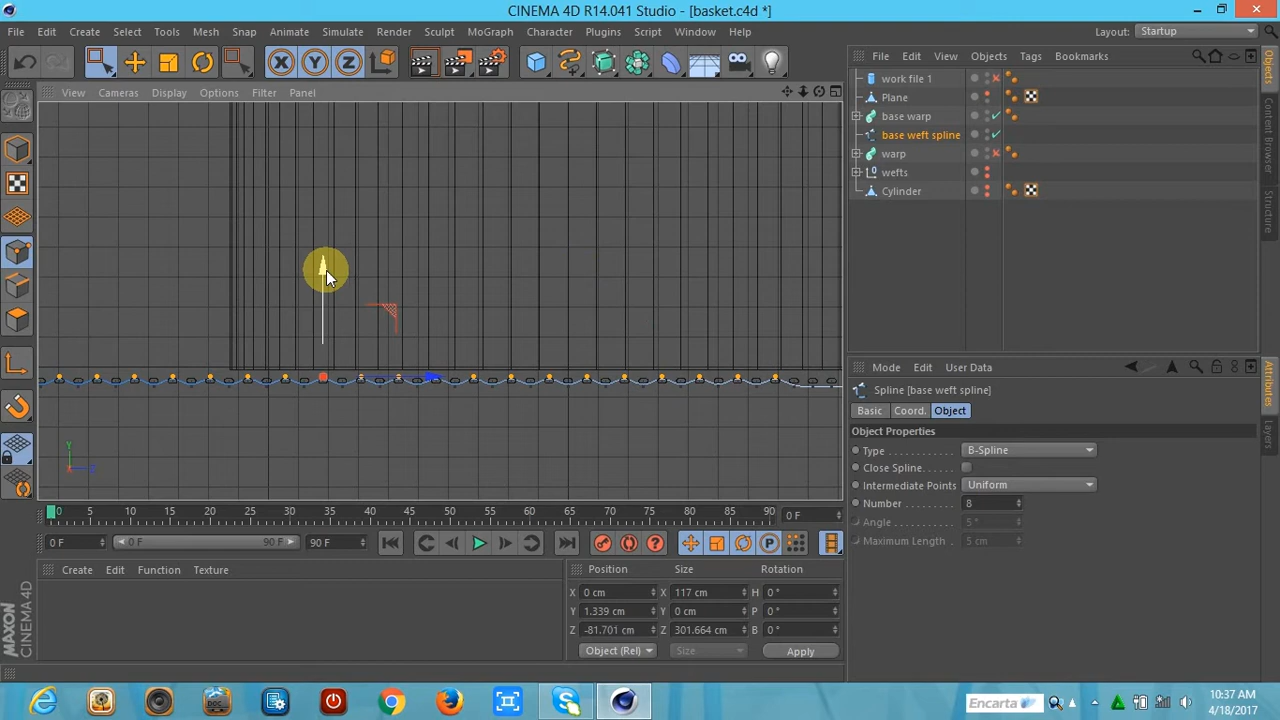 CINEMA 4D R14.041 Studio - [basket.c4d *]
File Edit Create Select Tools Mesh Snap Animate Simulate Render Sculpt MoGraph Character Plugins Script Window Help Layout: Startup
File Edit View Objects Tags Bookmarks
View Cameras Display Options Filter Panel
work file 1
Plane
base warp
base weft spline
warp
wefts
Cylinder
Objects
Content Browser
Structure
Mode Edit User Data
Spline [base weft spline]
Basic Coord. Object
Object Properties
Type B-Spline
Close Spline
Intermediate Points Uniform
Number 8
Angle 5 °
Maximum Length 5 cm
Attributes
Layers
X Y Z
Y
0 5 10 15 20 25 30 35 40 45 50 55 60 65 70 75 80 85 90 0 F
0 F 0 F 90 F 90 F
Create Edit Function Texture
Position Size Rotation
X 0 cm X 117 cm H 0 °
Y 1.339 cm Y 0 cm P 0 °
Z -81.701 cm Z 301.664 cm B 0 °
Object (Rel) Size Apply
MAXON
CINEMA 4D
DOC
Encarta
10:37 AM
4/18/2017